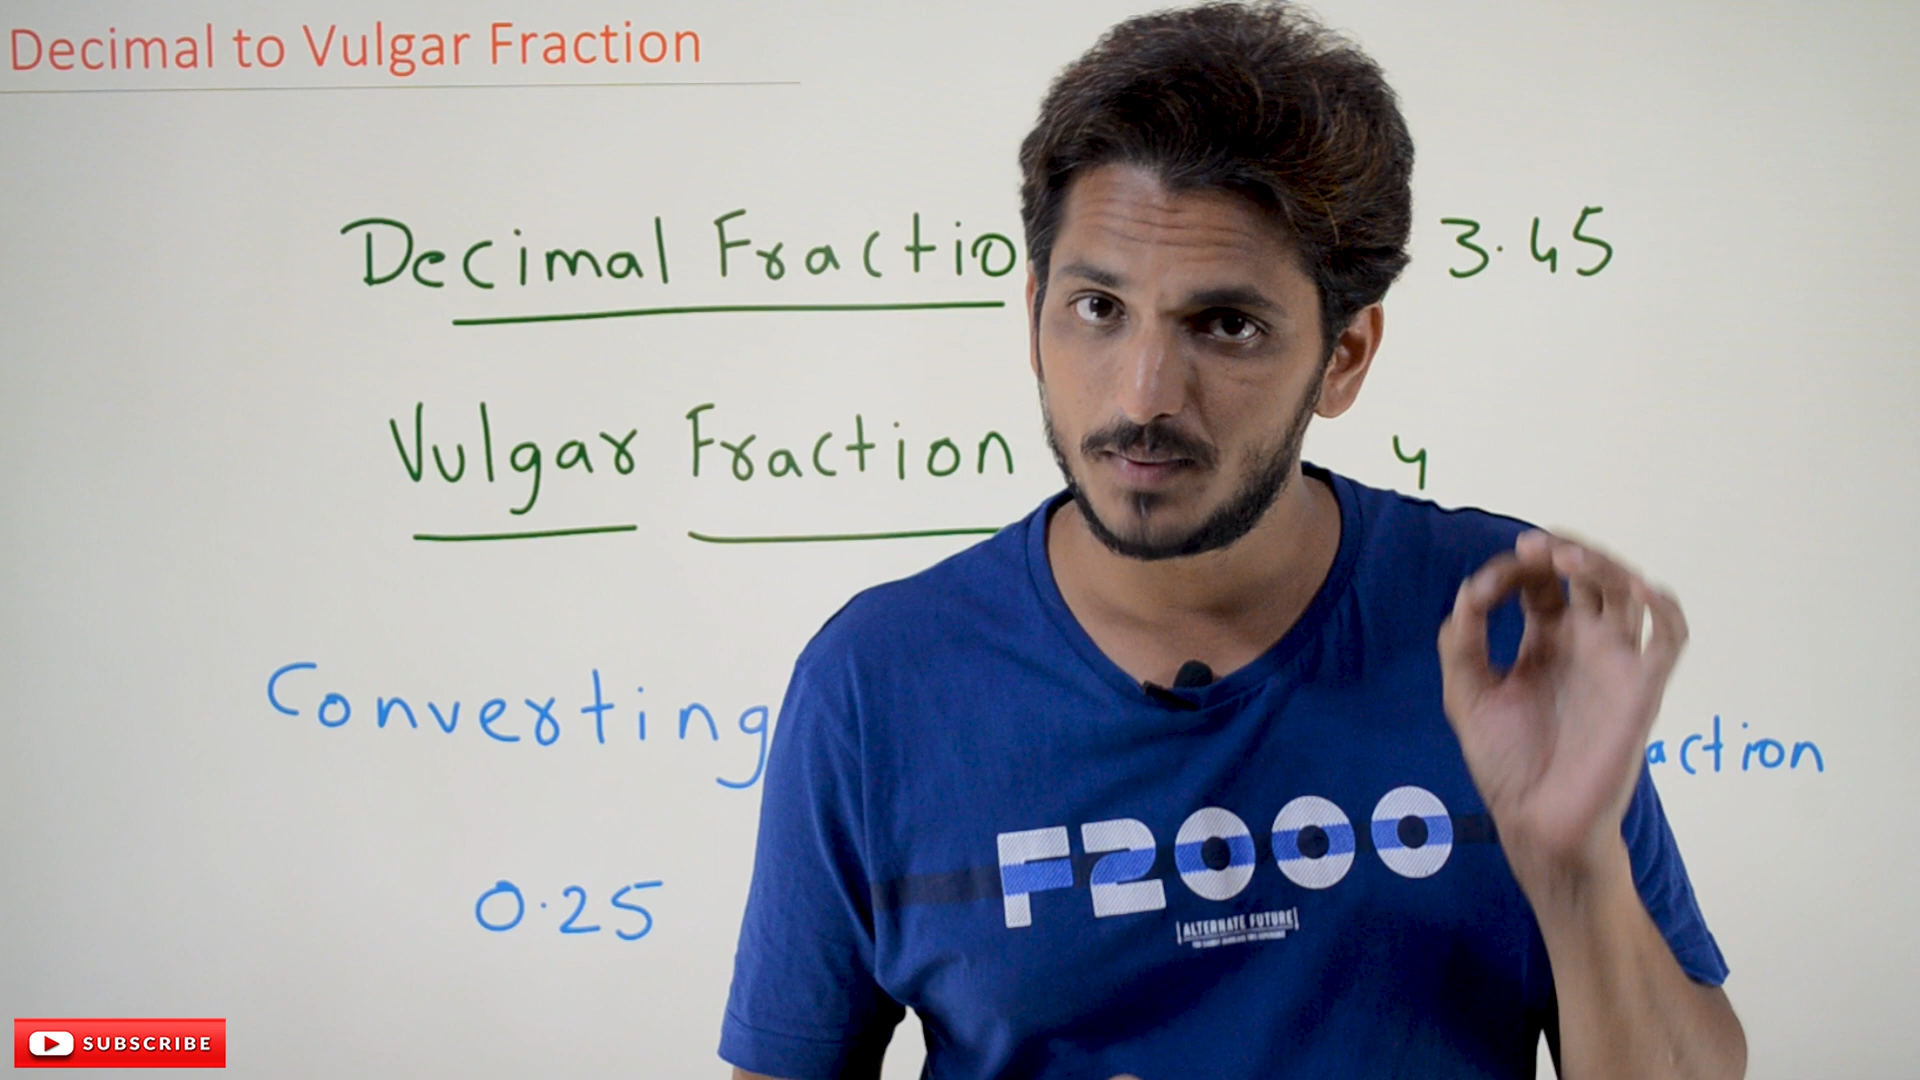 Decimal to Vulgar Fraction
Decimal Fractio 3.45
Vulgar Fraction 4
Converting action
0.25
F2000
ALTERNATE FUTURE
SUBSCRIBE